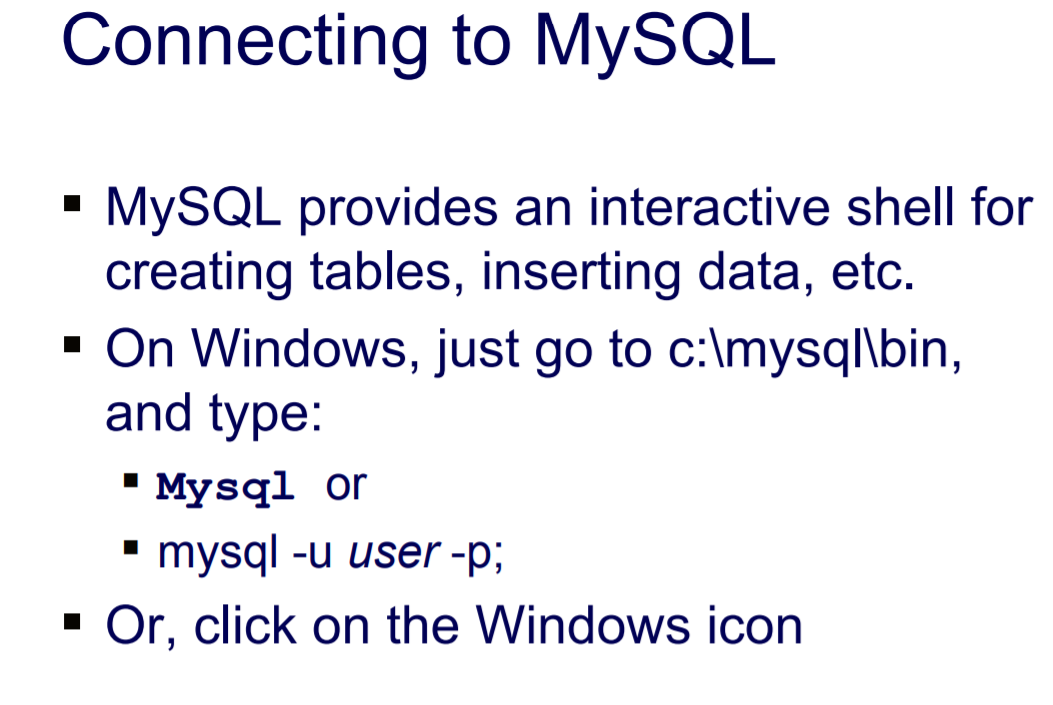 Connecting to MySQL
▪ MySQL provides an interactive shell for
creating tables, inserting data, etc.
▪ On Windows, just go to c:\mysql\bin,
and type:
▪ Mysql or
▪ mysql -u user -p;
▪ Or, click on the Windows icon